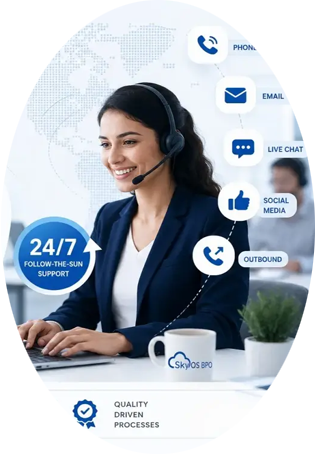 PHONE
EMAIL
LIVE CHAT
SOCIAL
MEDIA
24/7
FOLLOW-THE-SUN
SUPPORT
OUTBOUND
SkyOS BPO
QUALITY
DRIVEN
PROCESSES